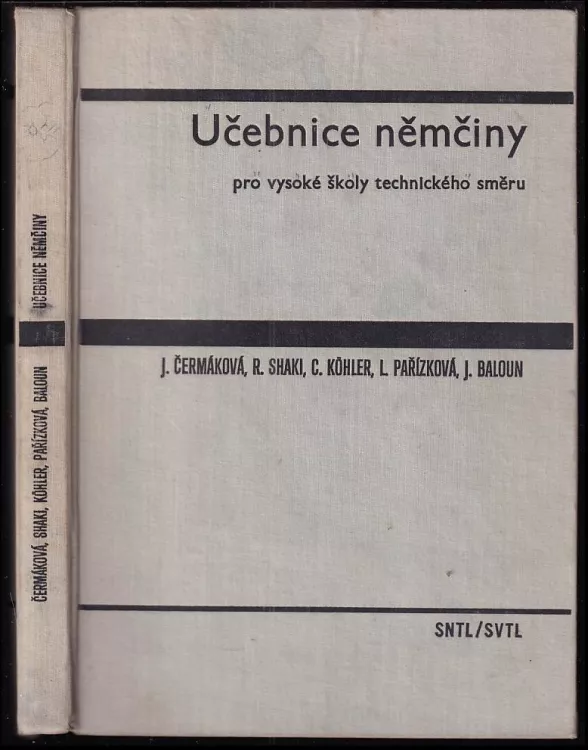 Učebnice němčiny
pro vysoké školy technického směru
J. ČERMÁKOVÁ, R. SHAKI, C. KÖHLER, L. PAŘÍZKOVÁ, J. BALOUN
SNTL/SVTL
UČEBNICE NĚMČINY
ČERMÁKOVÁ, SHAKI, KÖHLER, PAŘÍZKOVÁ, BALOUN